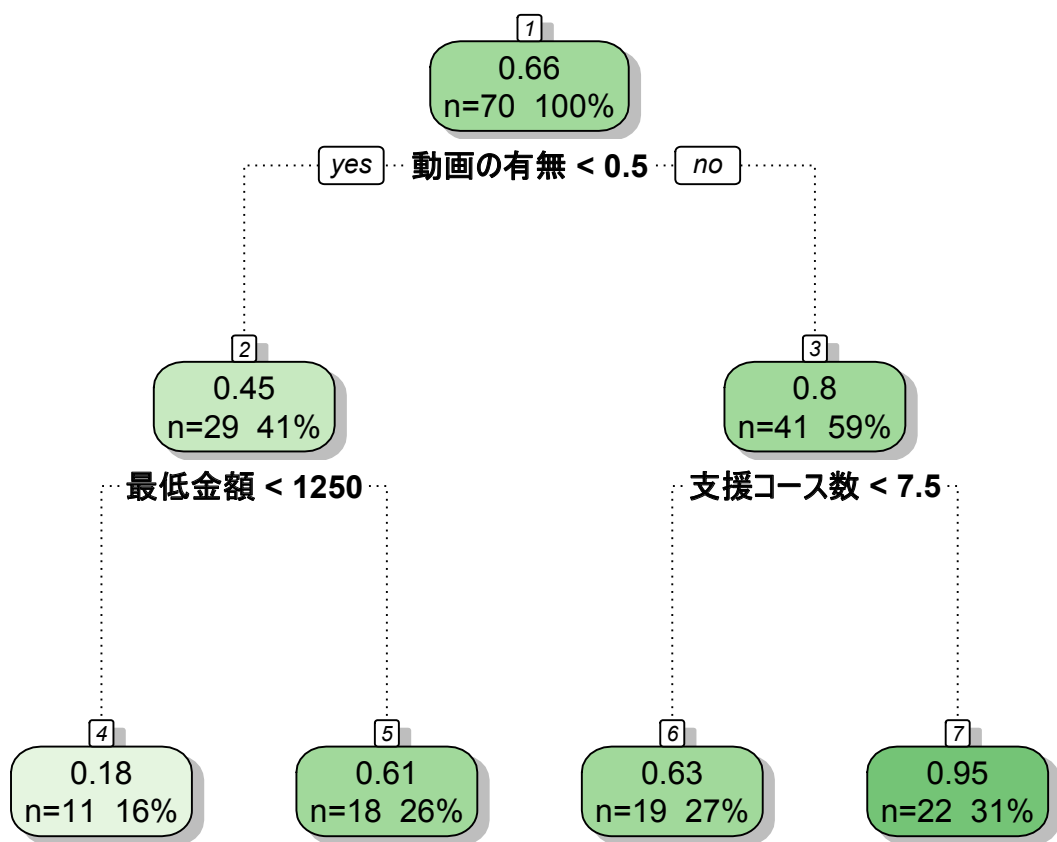 1
0.66
n=70 100%
yes 動画の有無 < 0.5 no
2
0.45
n=29 41%
3
0.8
n=41 59%
最低金額 < 1250
支援コース数 < 7.5
4
0.18
n=11 16%
5
0.61
n=18 26%
6
0.63
n=19 27%
7
0.95
n=22 31%